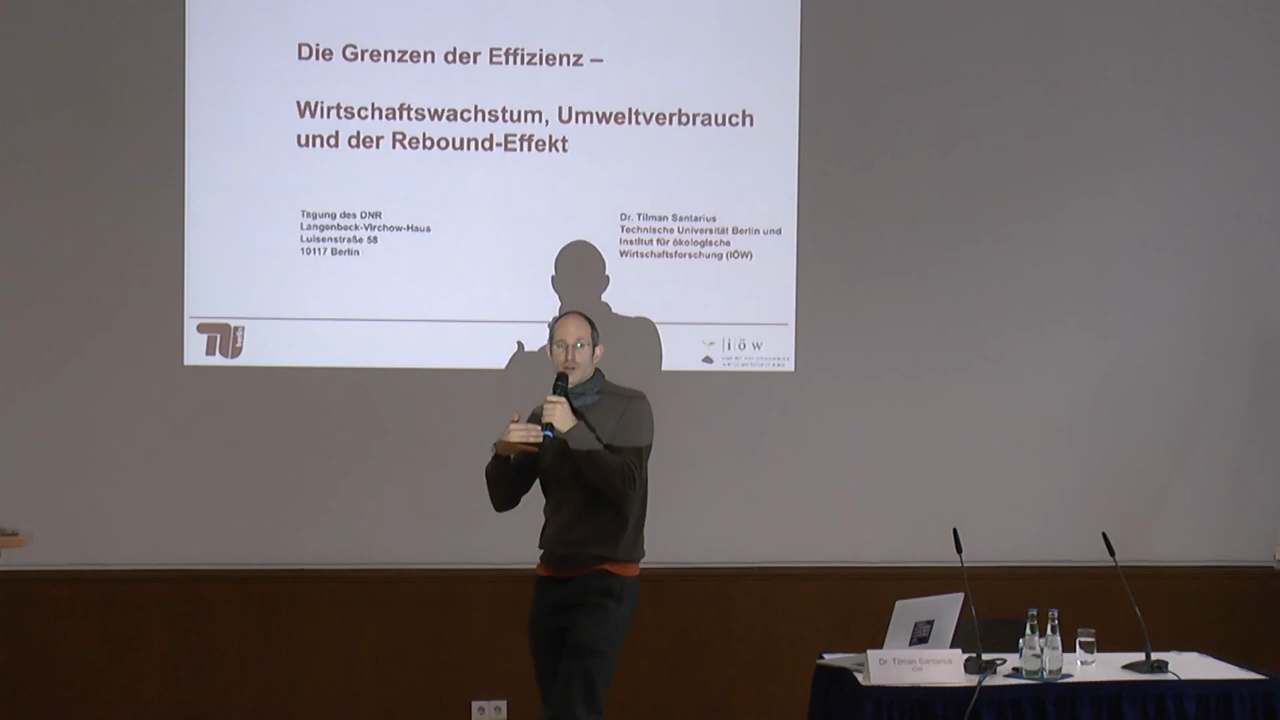 Die Grenzen der Effizienz –
Wirtschaftswachstum, Umweltverbrauch
und der Rebound-Effekt
Tagung des DNR
Langenbeck-Virchow-Haus
Luisenstraße 58
10117 Berlin
Dr. Tilman Santarius
Technische Universität Berlin und
Institut für ökologische
Wirtschaftsforschung (IÖW)
berlin
i ö w
Dr. Tilman Santarius
IÖW